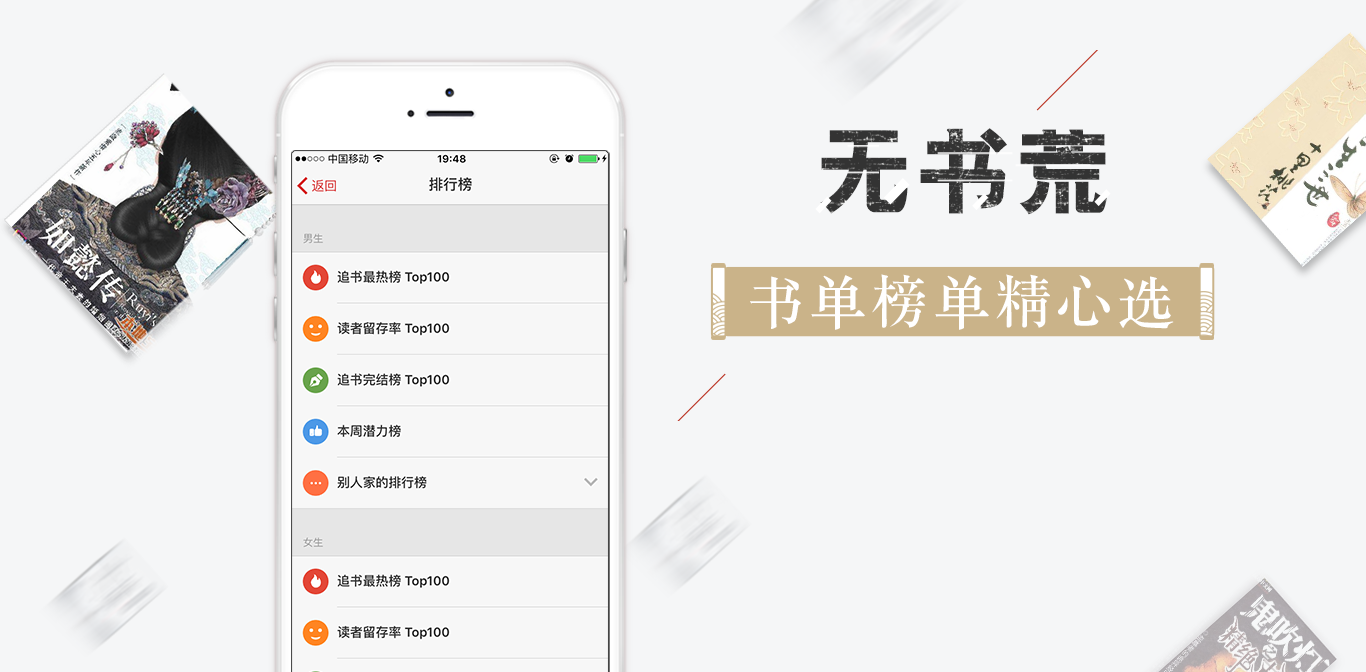 中国移动
19:48
返回
排行榜
男生
追书最热榜 Top100
读者留存率 Top100
追书完结榜 Top100
本周潜力榜
别人家的排行榜
女生
追书最热榜 Top100
读者留存率 Top100
无书荒
书单榜单精心选
如懿传
鬼吹灯